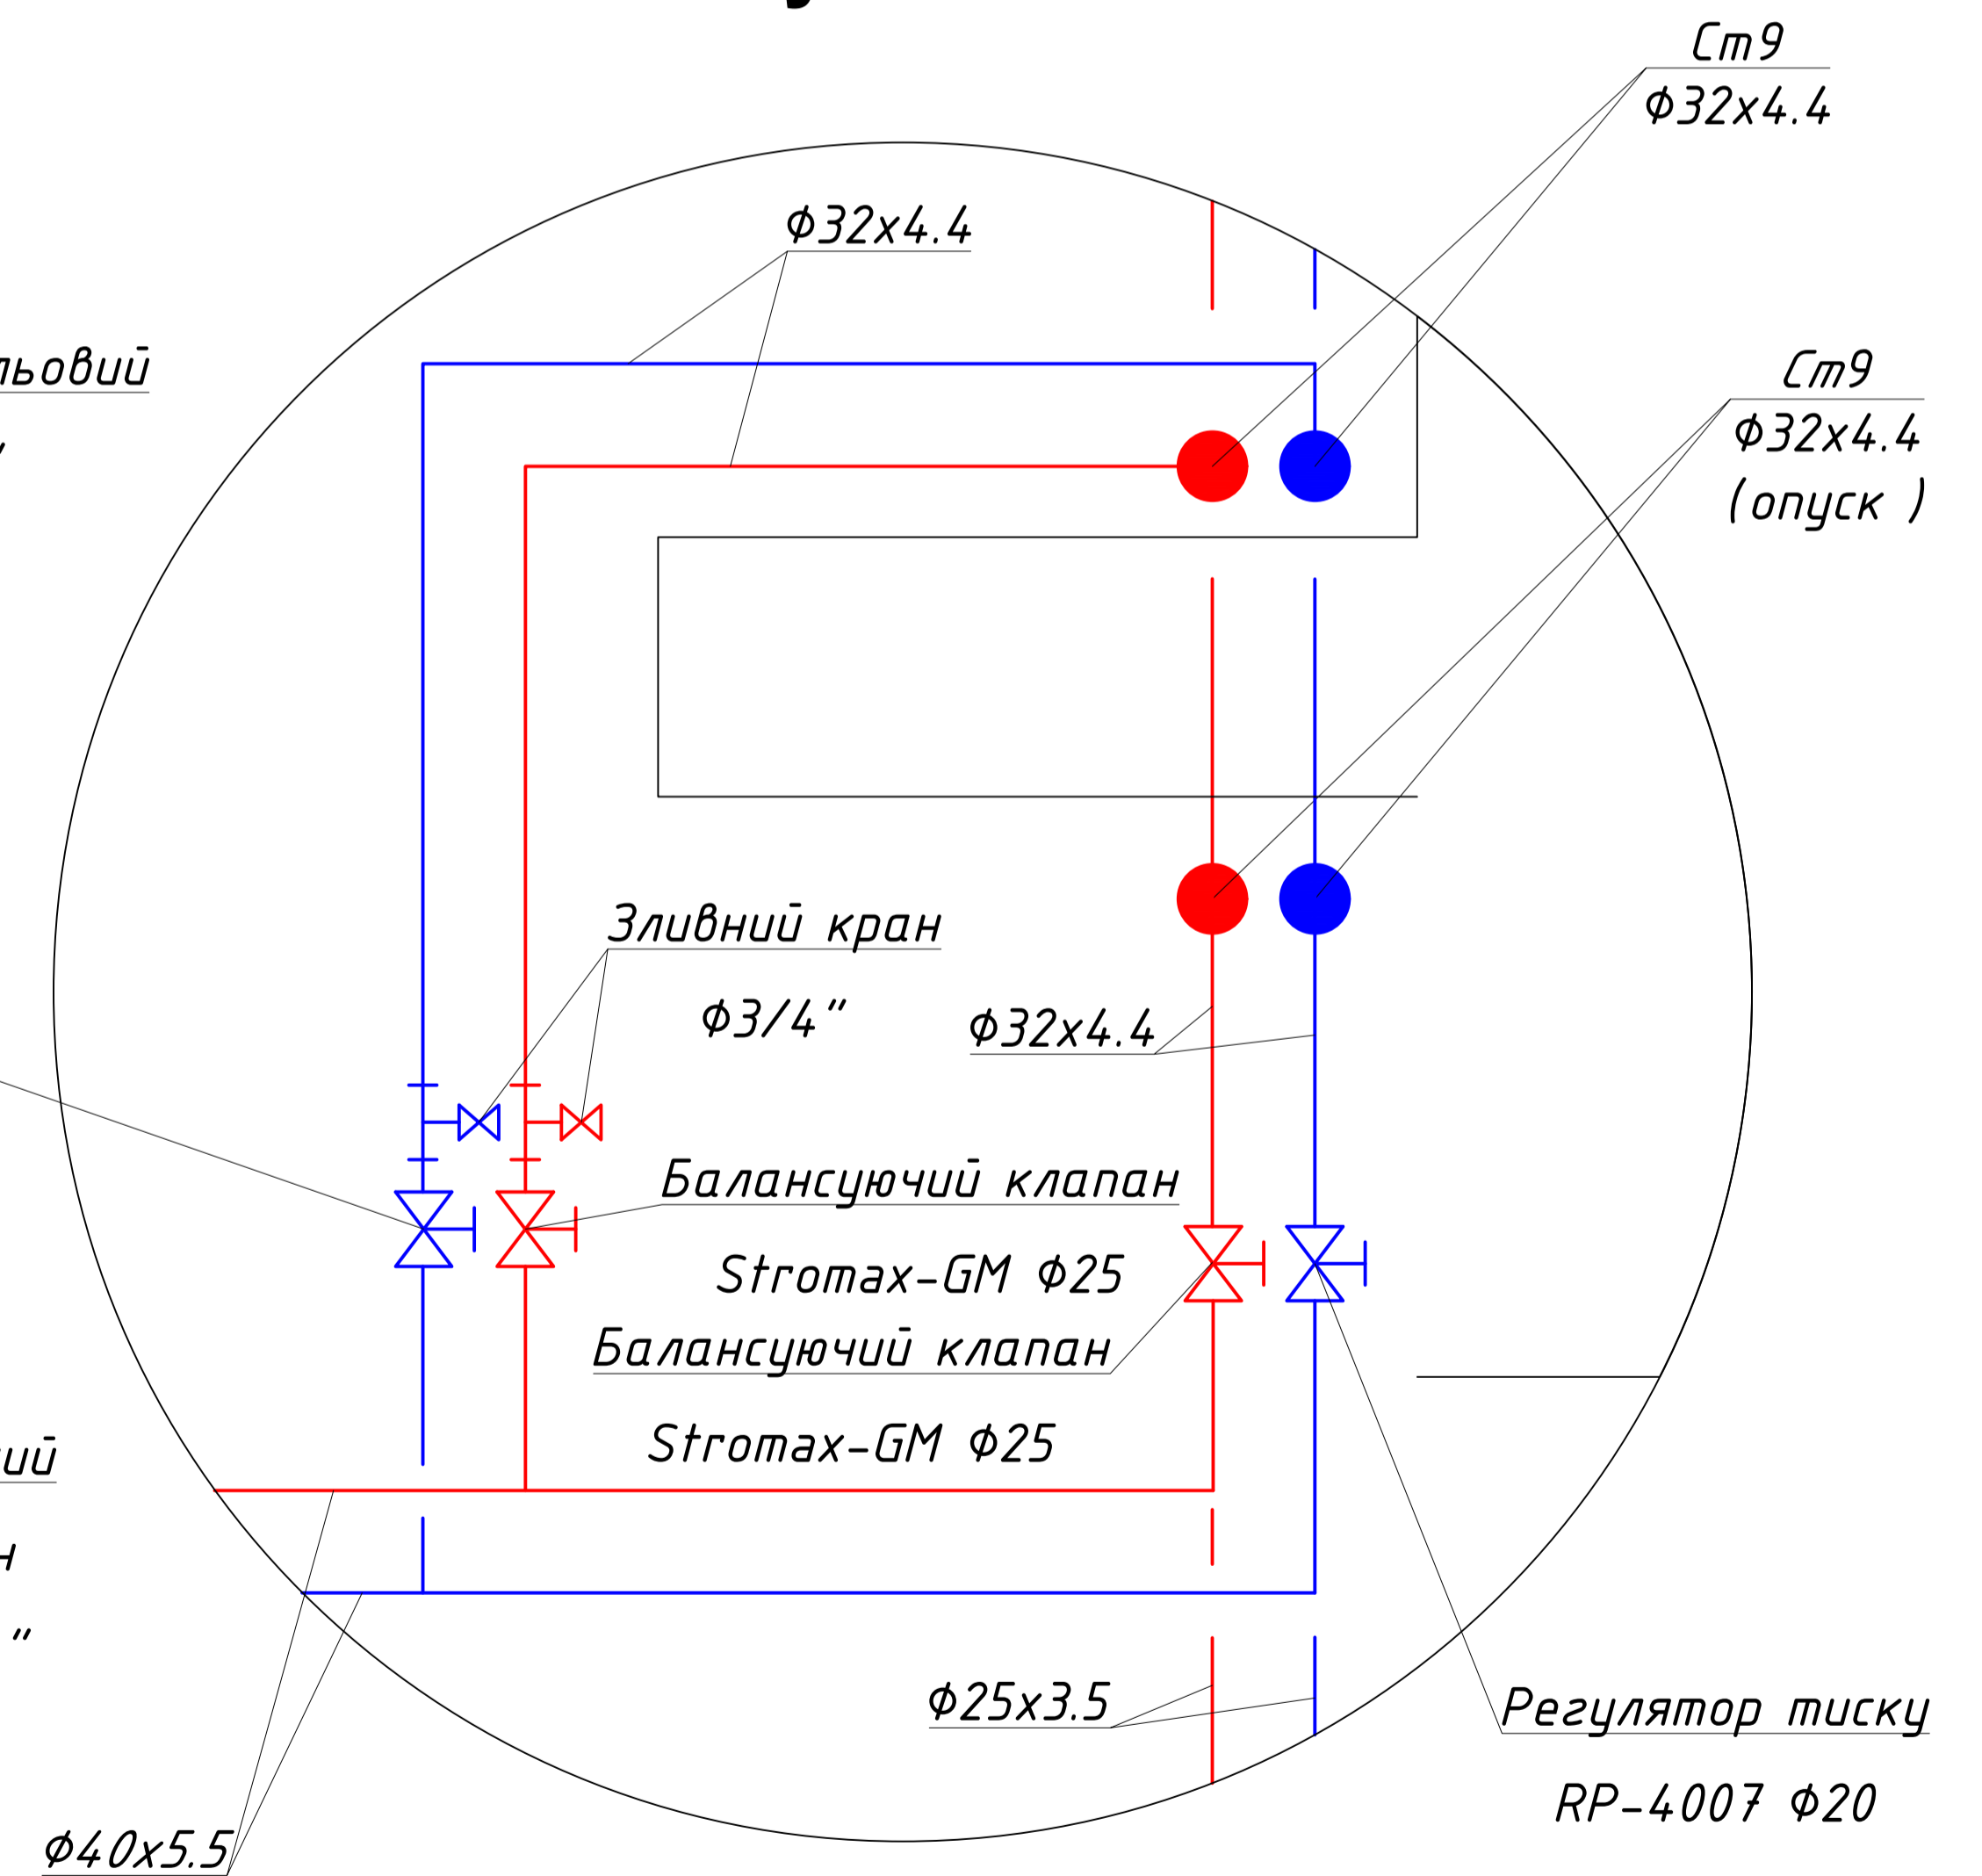 Ст9
Ф32х4.4
Ф32х4.4
Ст9
Ф32х4.4
(опуск )
Зливний кран
Ф3/4"
Ф32х4.4
Балансуючий клапан
Stromax-GM Ф25
Балансуючий клапан
Stromax-GM Ф25
Ф25х3.5
Регулятор тиску
РР-4007 Ф20
Ф40х5.5